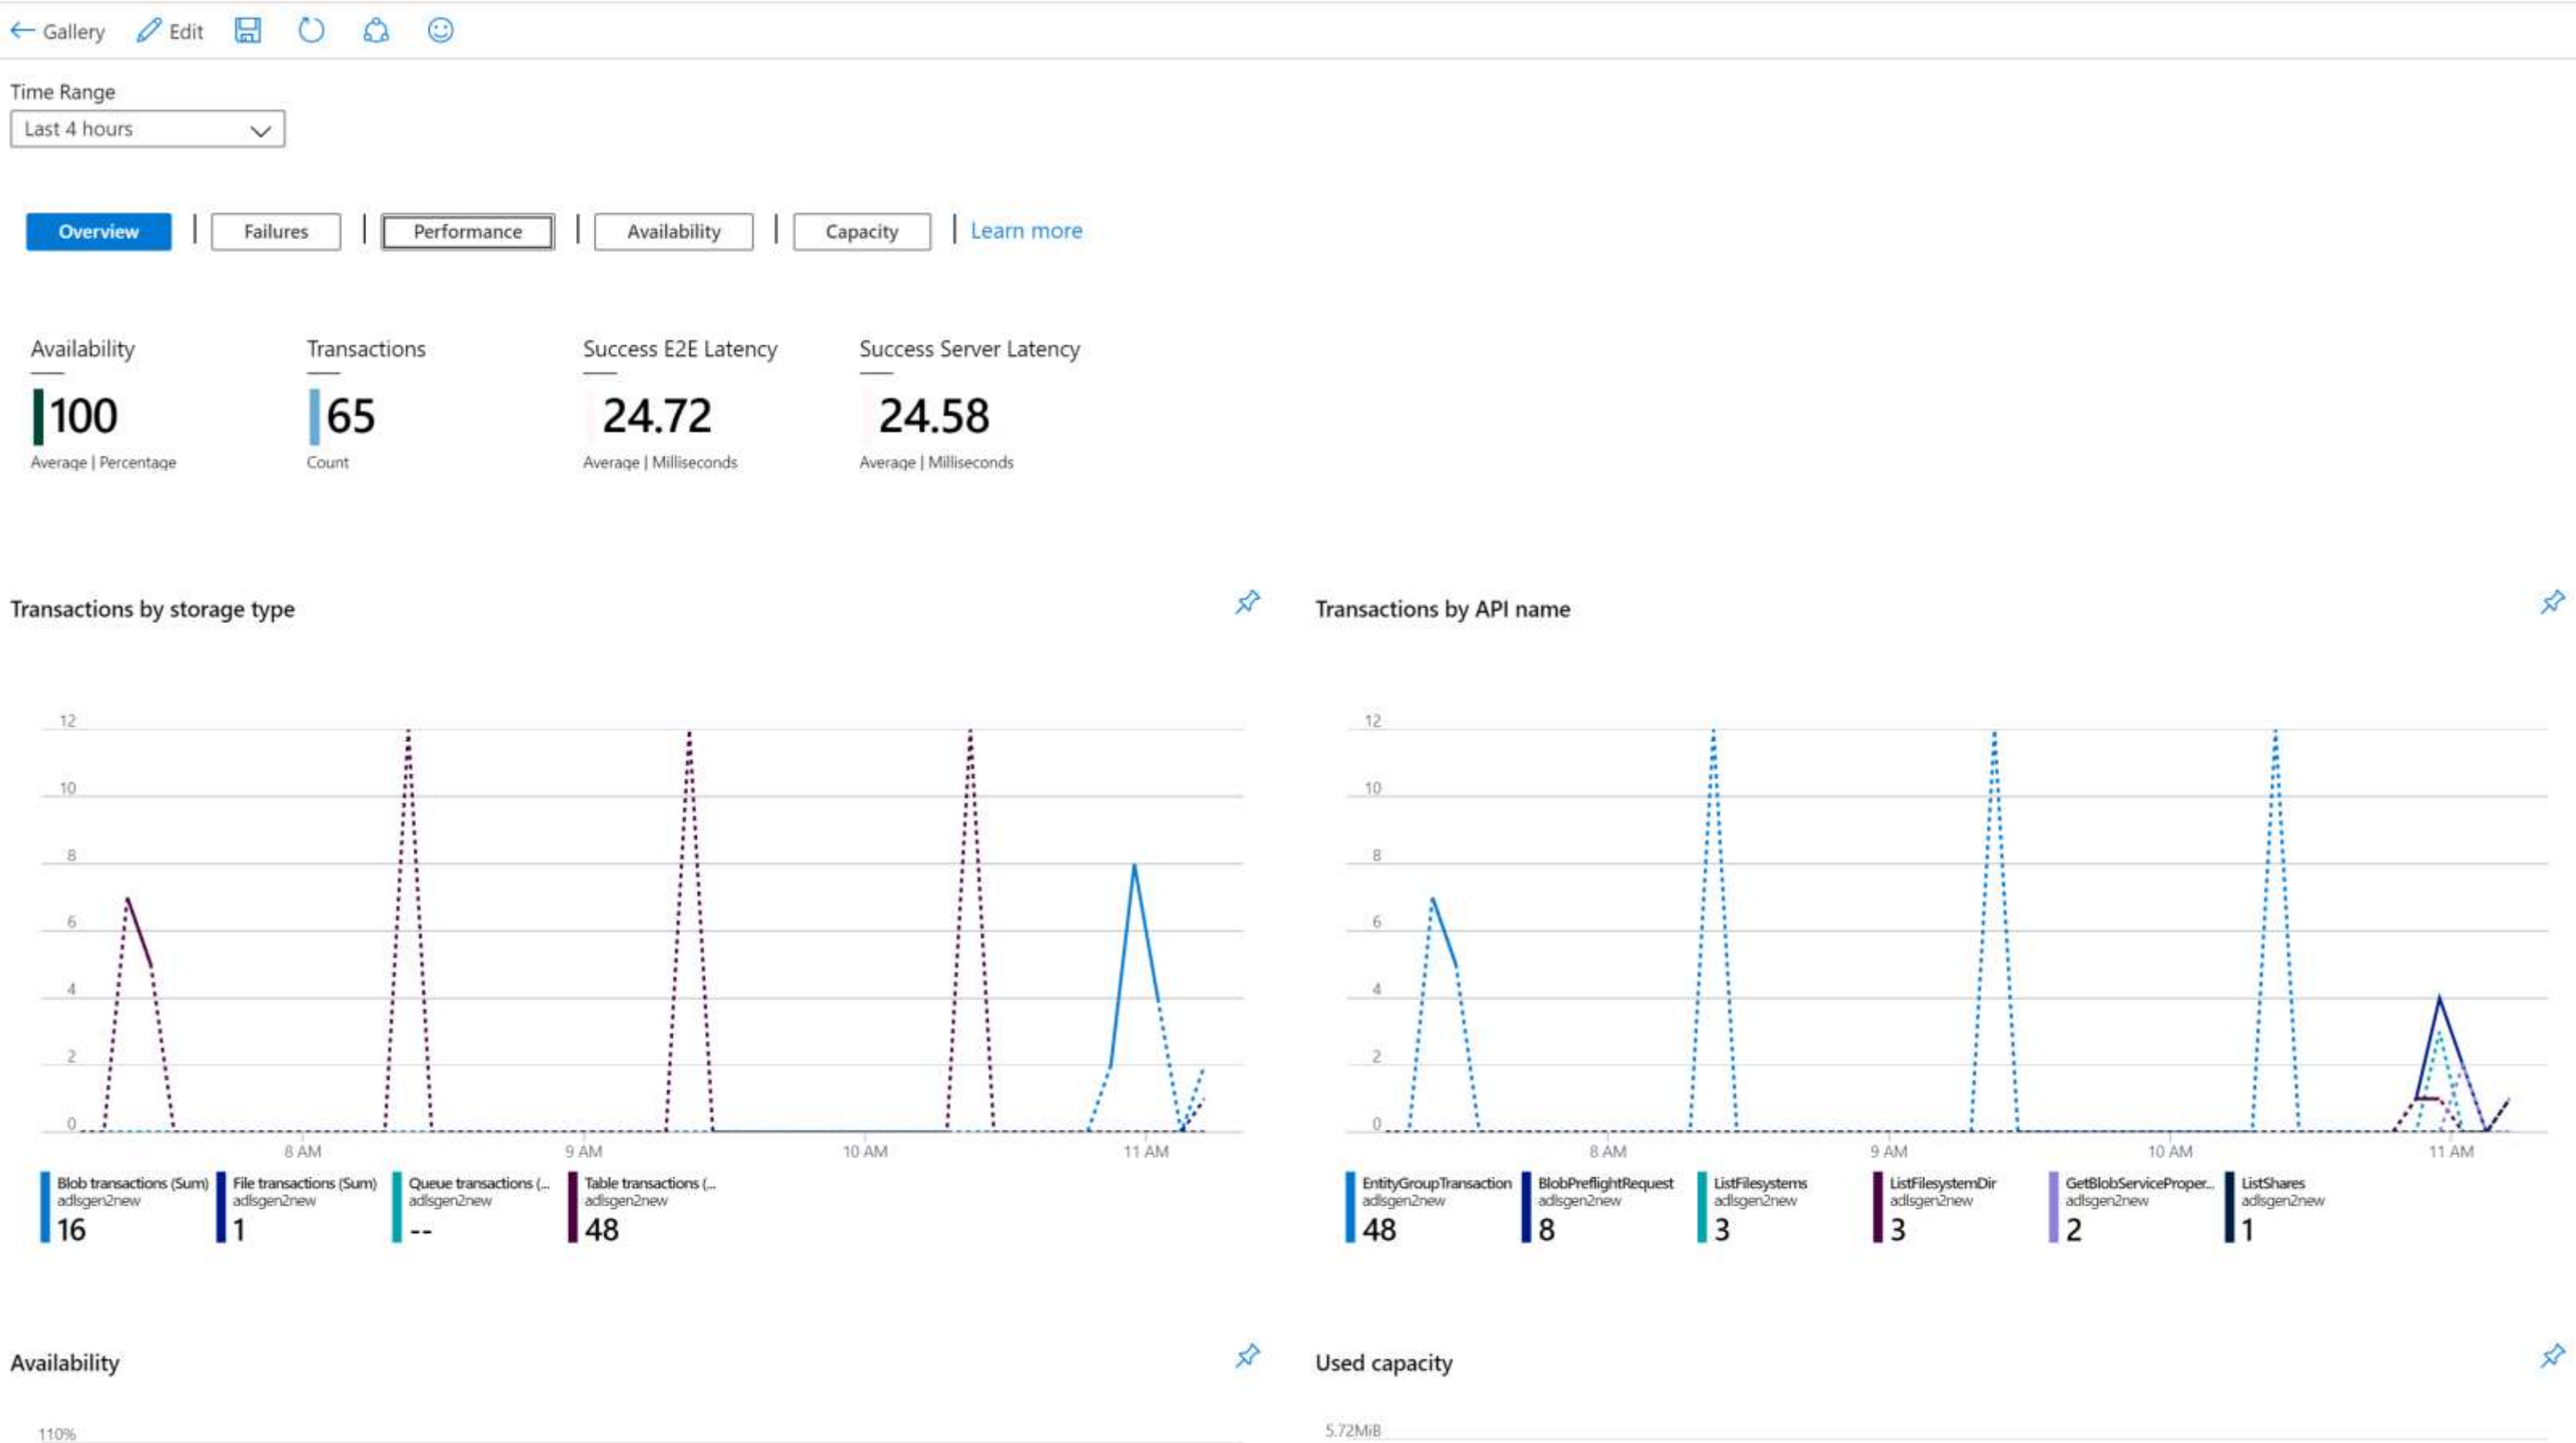 Gallery Edit
Time Range
Last 4 hours
Overview | Failures | Performance | Availability | Capacity | Learn more
Availability Transactions Success E2E Latency Success Server Latency
100 65 24.72 24.58
Average | Percentage Count Average | Milliseconds Average | Milliseconds
Transactions by storage type
12
10
8
6
4
2
0
8 AM 9 AM 10 AM 11 AM
Blob transactions (Sum) File transactions (Sum) Queue transactions (... Table transactions (...
adlsgen2new adlsgen2new adlsgen2new adlsgen2new
16 1 -- 48
Transactions by API name
12
10
8
6
4
2
0
8 AM 9 AM 10 AM 11 AM
EntityGroupTransaction BlobPreflightRequest ListFilesystems ListFilesystemDir GetBlobServiceProper... ListShares
adlsgen2new adlsgen2new adlsgen2new adlsgen2new adlsgen2new adlsgen2new
48 8 3 3 2 1
Availability
110%
Used capacity
5.72MiB